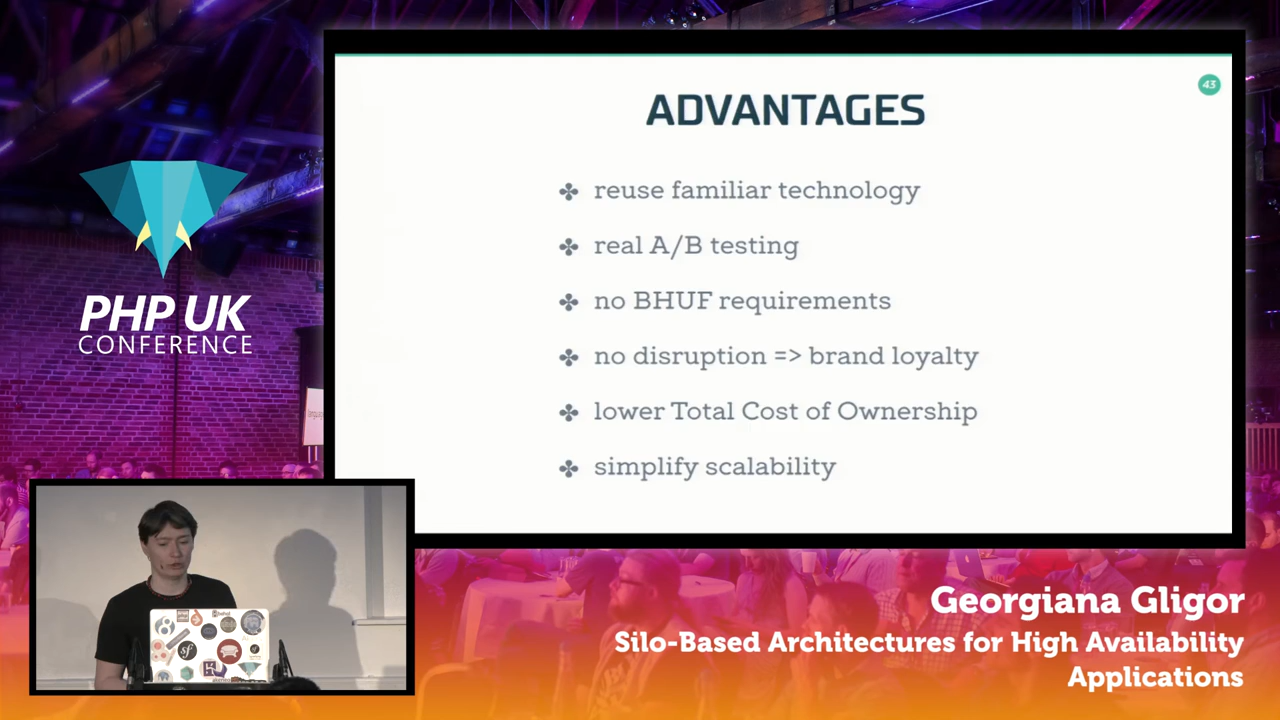 43
ADVANTAGES
reuse familiar technology
real A/B testing
no BHUF requirements
no disruption => brand loyalty
lower Total Cost of Ownership
simplify scalability
PHP UK
CONFERENCE
Georgiana Gligor
Silo-Based Architectures for High Availability
Applications
sf